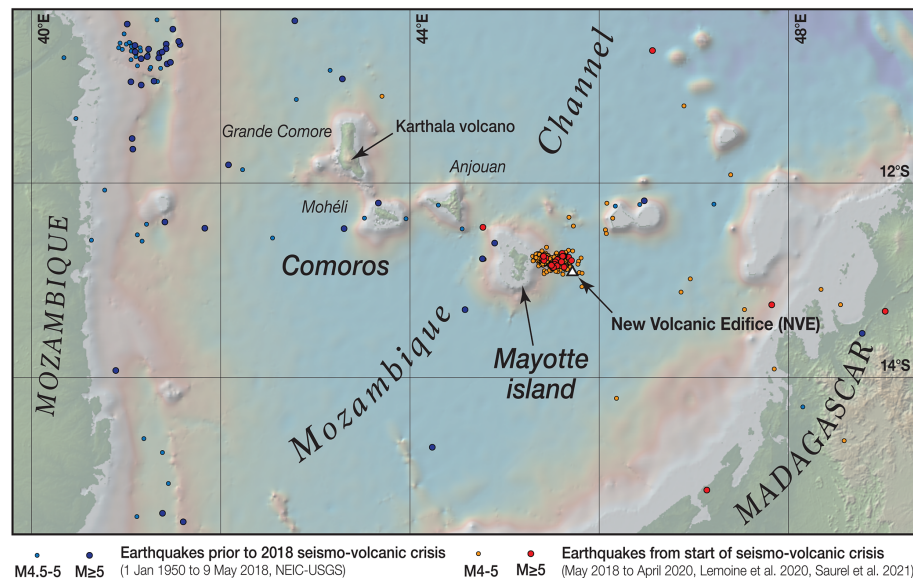 40°E
44°E
48°E
Channel
Grande Comore
Karthala volcano
Anjouan
12°S
Mohéli
MOZAMBIQUE
Comoros
New Volcanic Edifice (NVE)
Mozambique
Mayotte
island
14°S
MADAGASCAR
M4.5-5 M≥5 Earthquakes prior to 2018 seismo-volcanic crisis
(1 Jan 1950 to 9 May 2018, NEIC-USGS)
M4-5 M≥5 Earthquakes from start of seismo-volcanic crisis
(May 2018 to April 2020, Lemoine et al. 2020, Saurel et al. 2021)